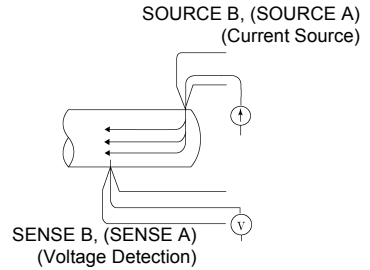 SOURCE B, (SOURCE A)
(Current Source)
V
SENSE B, (SENSE A)
(Voltage Detection)